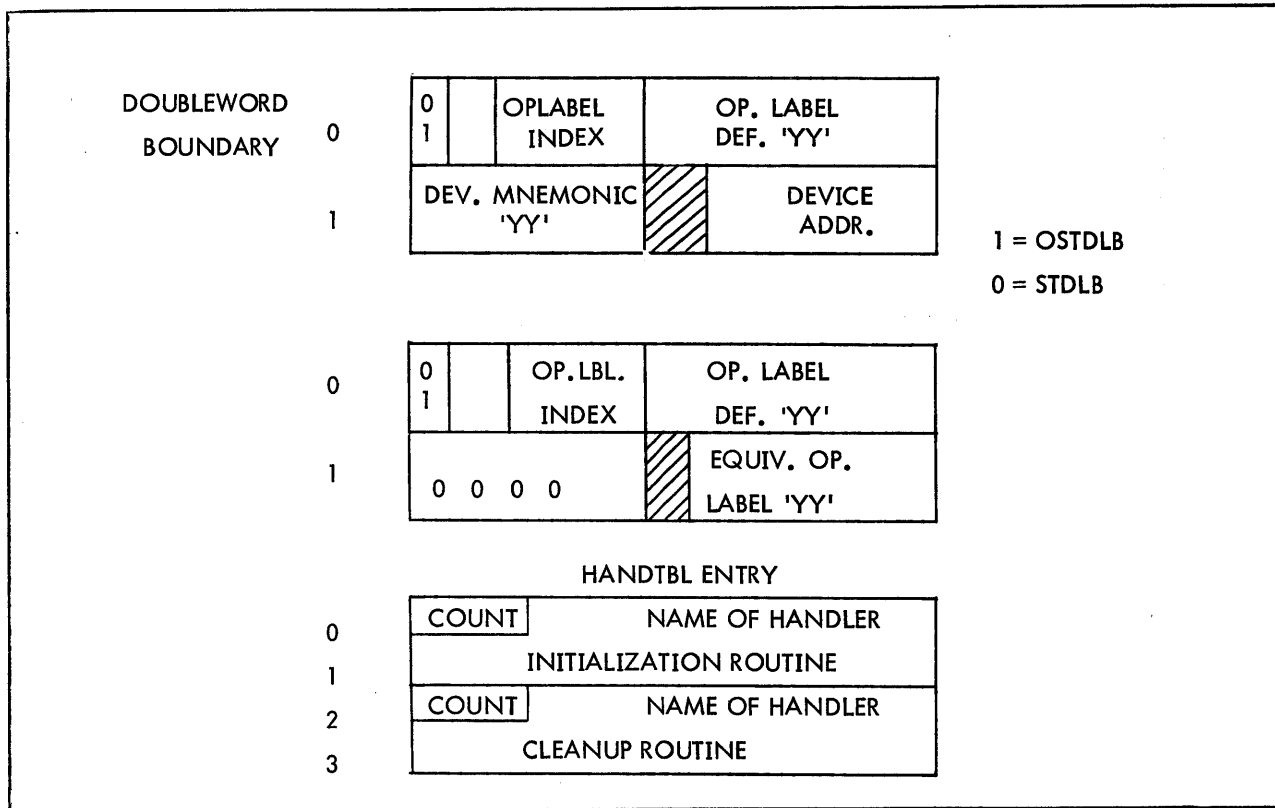 DOUBLEWORD
BOUNDARY
0
0
1
OPLABEL
INDEX
OP. LABEL
DEF. 'YY'
1
DEV. MNEMONIC
'YY'
DEVICE
ADDR.
1 = OSTDLB
0 = STDLB
0
0
1
OP.LBL.
INDEX
OP. LABEL
DEF. 'YY'
1
0 0 0 0
EQUIV. OP.
LABEL 'YY'
HANDTBL ENTRY
0
COUNT NAME OF HANDLER
1
INITIALIZATION ROUTINE
2
COUNT NAME OF HANDLER
3
CLEANUP ROUTINE